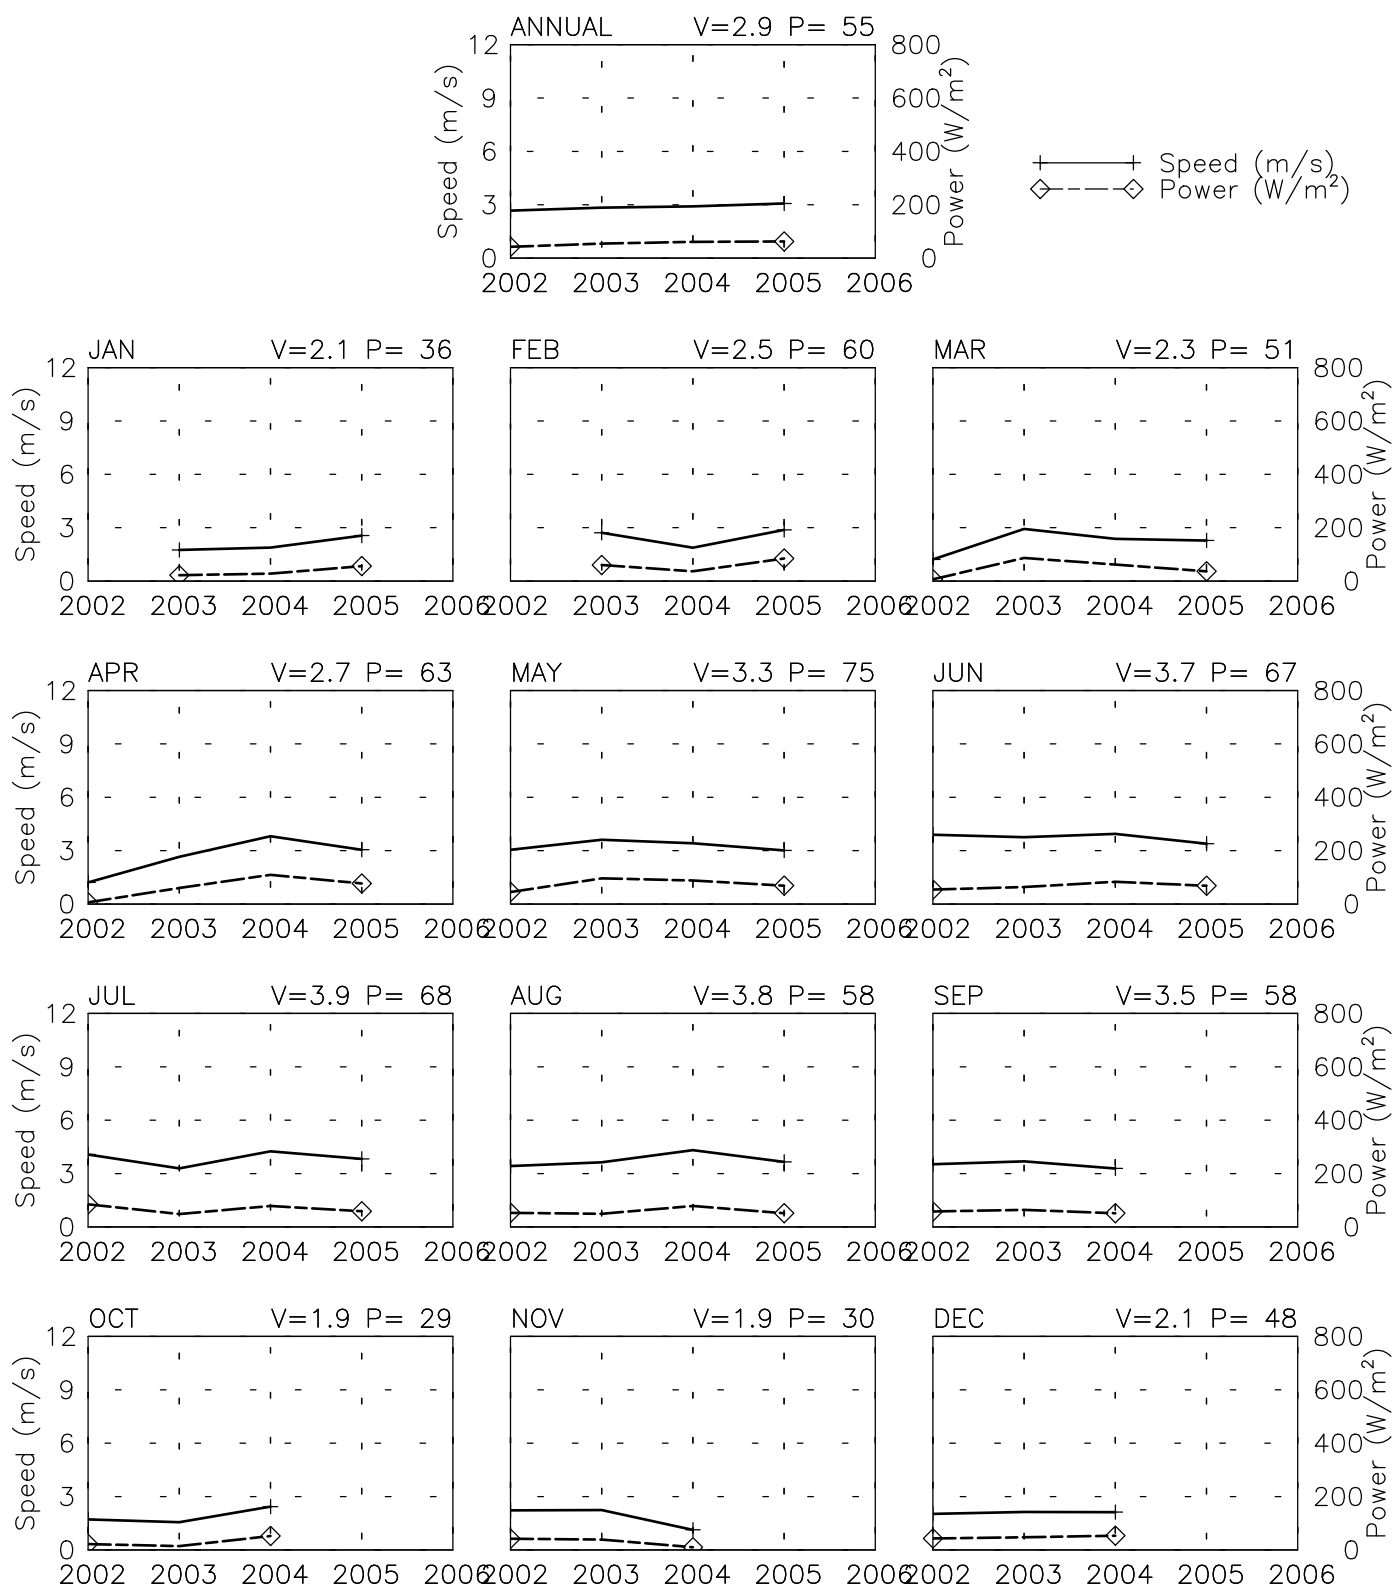 ANNUAL V=2.9 P= 55
12 800
9 600
6 400
3 200
0 0
Speed (m/s)
Power (W/m²)
2002 2003 2004 2005 2006
Speed (m/s)
Power (W/m²)
JAN V=2.1 P= 36 FEB V=2.5 P= 60 MAR V=2.3 P= 51
12 800
9 600
6 400
3 200
0 0
Speed (m/s)
Power (W/m²)
2002 2003 2004 2005 2006 2002 2003 2004 2005 2006 2002 2003 2004 2005 2006
APR V=2.7 P= 63 MAY V=3.3 P= 75 JUN V=3.7 P= 67
12 800
9 600
6 400
3 200
0 0
Speed (m/s)
Power (W/m²)
2002 2003 2004 2005 2006 2002 2003 2004 2005 2006 2002 2003 2004 2005 2006
JUL V=3.9 P= 68 AUG V=3.8 P= 58 SEP V=3.5 P= 58
12 800
9 600
6 400
3 200
0 0
Speed (m/s)
Power (W/m²)
2002 2003 2004 2005 2006 2002 2003 2004 2005 2006 2002 2003 2004 2005 2006
OCT V=1.9 P= 29 NOV V=1.9 P= 30 DEC V=2.1 P= 48
12 800
9 600
6 400
3 200
0 0
Speed (m/s)
Power (W/m²)
2002 2003 2004 2005 2006 2002 2003 2004 2005 2006 2002 2003 2004 2005 2006